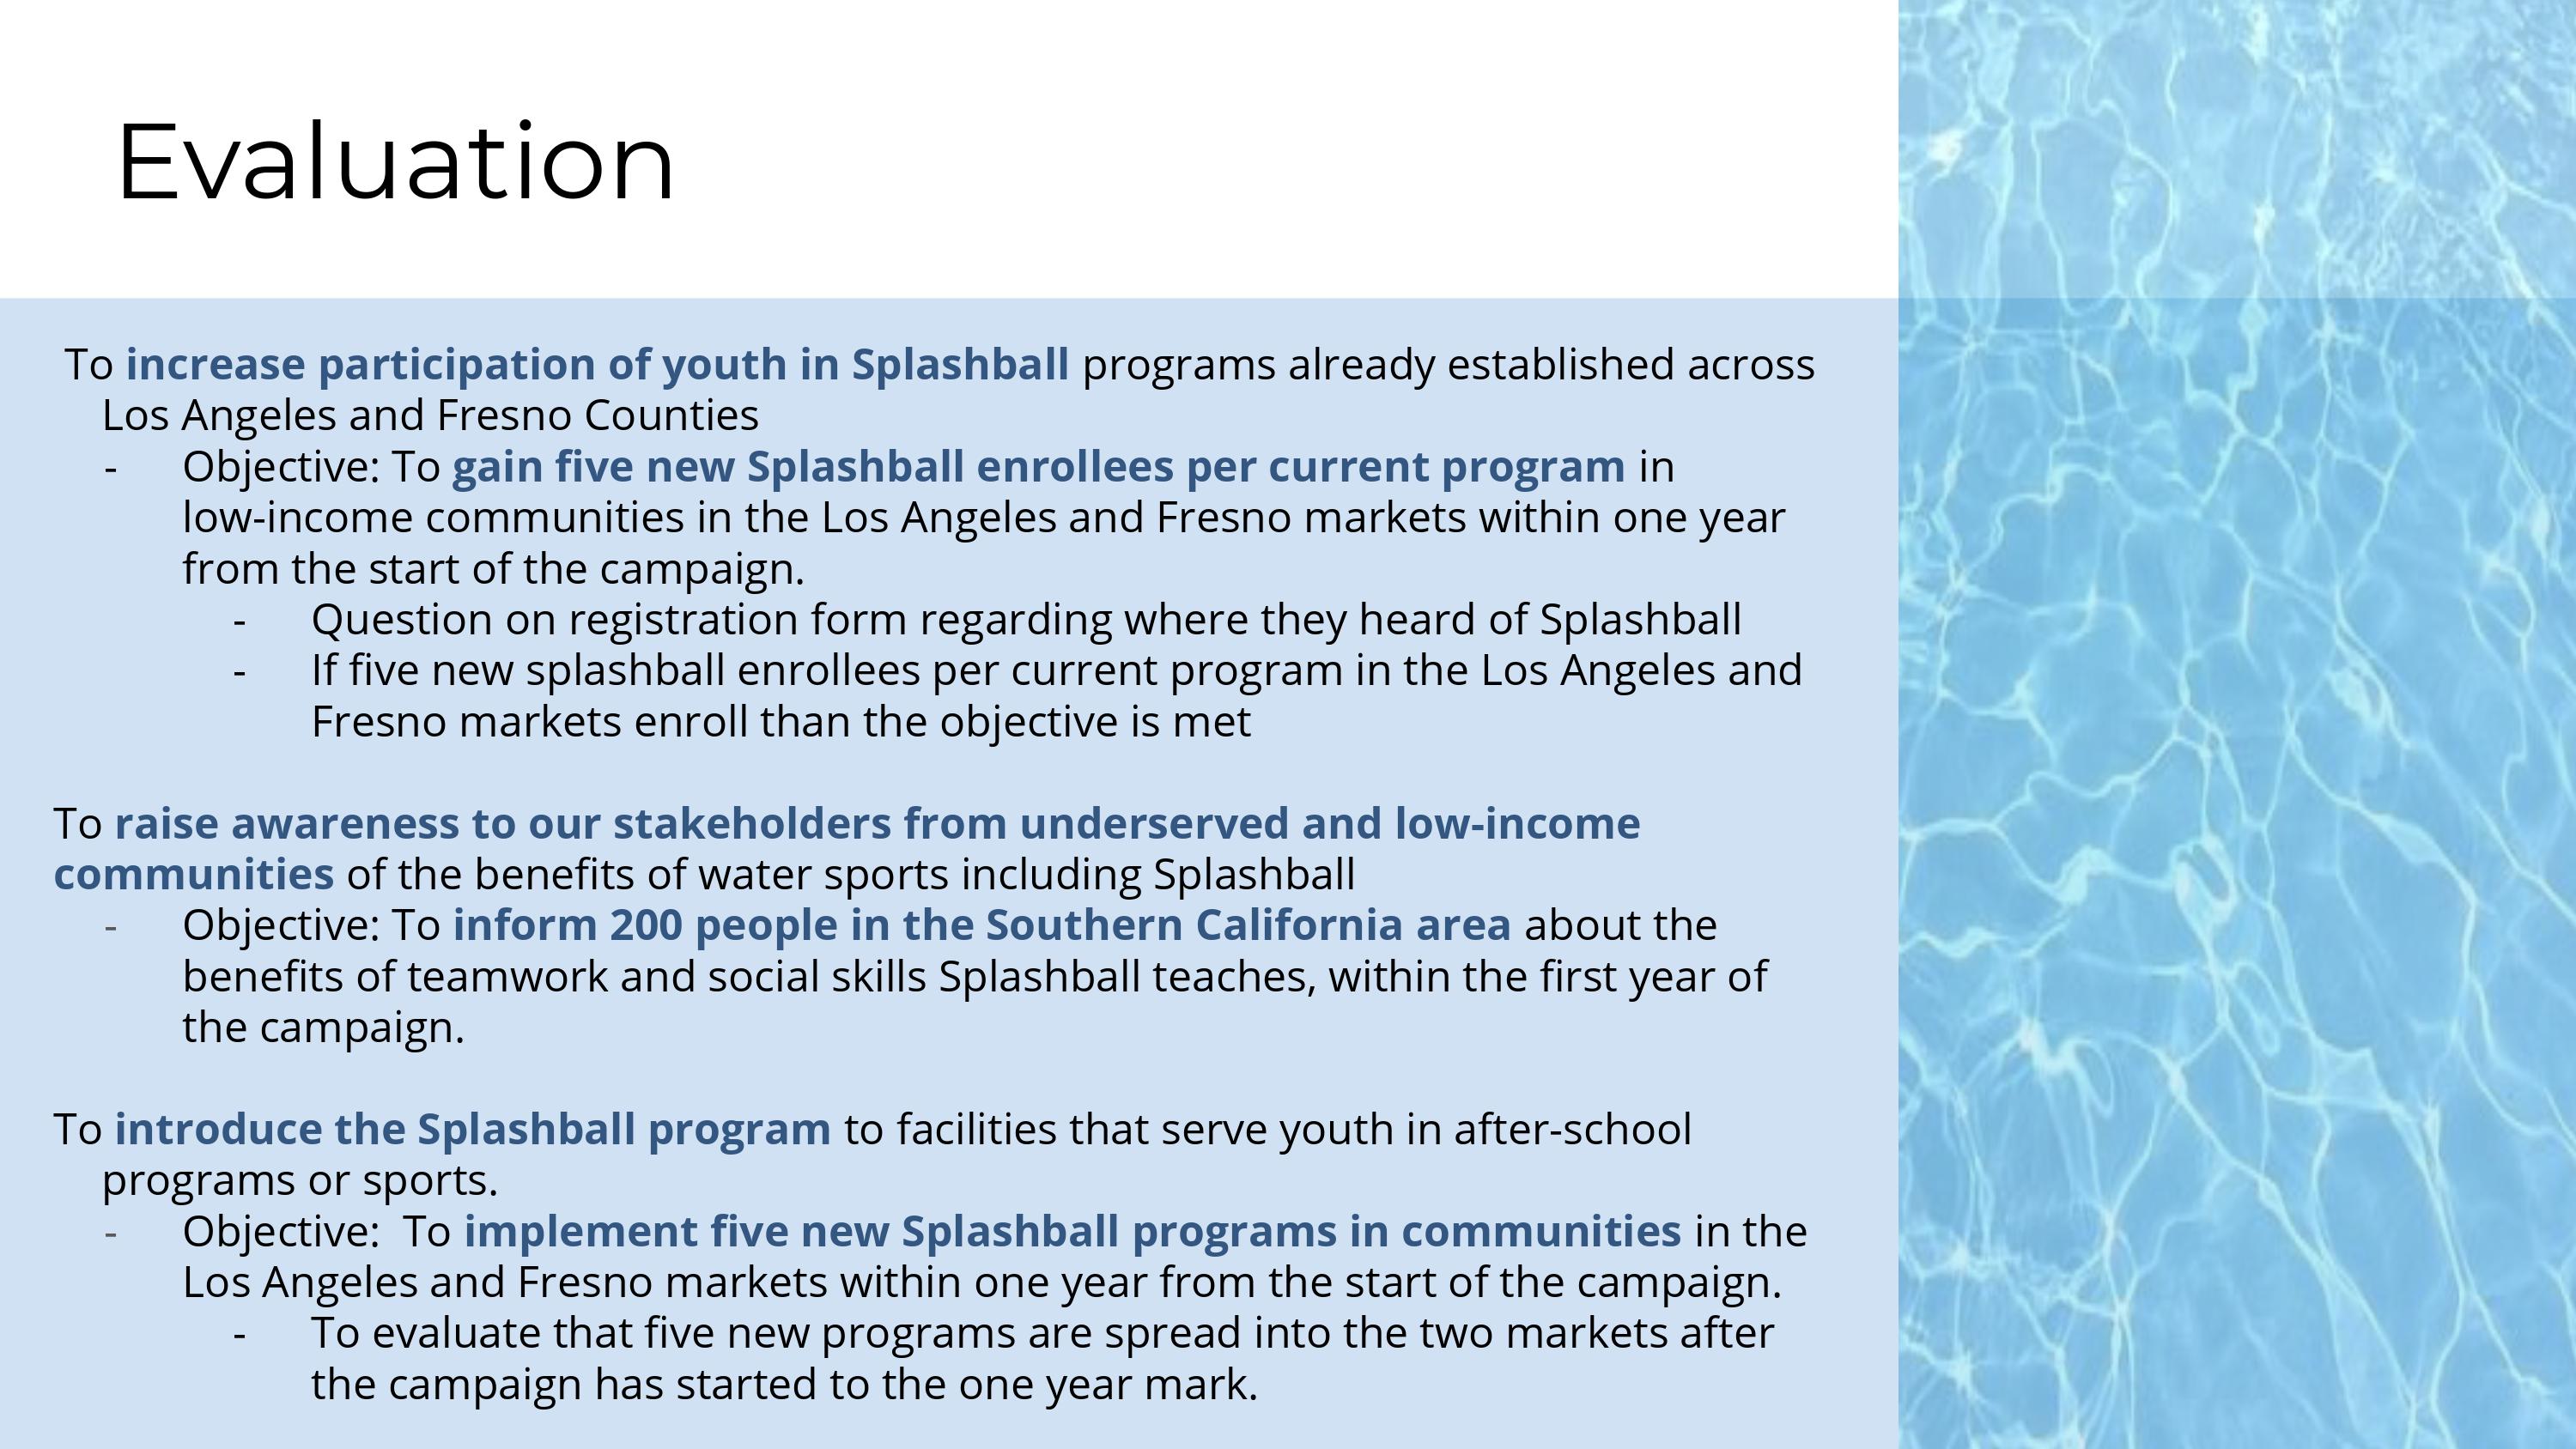 Evaluation
To increase participation of youth in Splashball programs already established across
Los Angeles and Fresno Counties
- Objective: To gain five new Splashball enrollees per current program in
low-income communities in the Los Angeles and Fresno markets within one year
from the start of the campaign.
- Question on registration form regarding where they heard of Splashball
- If five new splashball enrollees per current program in the Los Angeles and
Fresno markets enroll than the objective is met
To raise awareness to our stakeholders from underserved and low-income
communities of the benefits of water sports including Splashball
- Objective: To inform 200 people in the Southern California area about the
benefits of teamwork and social skills Splashball teaches, within the first year of
the campaign.
To introduce the Splashball program to facilities that serve youth in after-school
programs or sports.
- Objective:  To implement five new Splashball programs in communities in the
Los Angeles and Fresno markets within one year from the start of the campaign.
- To evaluate that five new programs are spread into the two markets after
the campaign has started to the one year mark.